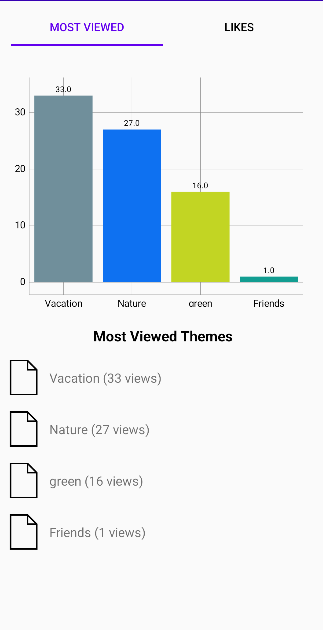 MOST VIEWED LIKES
33.0
27.0
16.0
1.0
30
20
10
0
Vacation Nature green Friends
Most Viewed Themes
Vacation (33 views)
Nature (27 views)
green (16 views)
Friends (1 views)